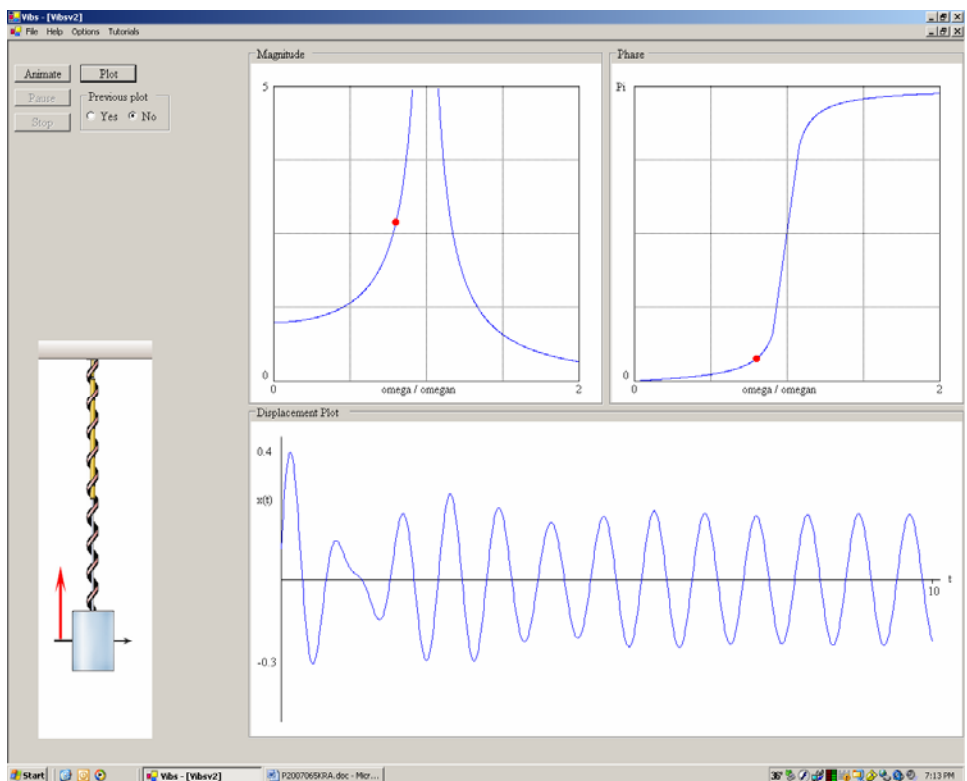 Vibs - [Vibsv2]
File Help Options Tutorials
Animate Plot
Pause Previous plot
Yes No
Stop
Magnitude
5
0
0 omega / omegan 2
Phase
Pi
0
0 omega / omegan 2
Displacement Plot
0.4
x(t)
t
10
-0.3
Start Vibs - [Vibsv2] P2007065KRA.doc - Micr... 7:13 PM